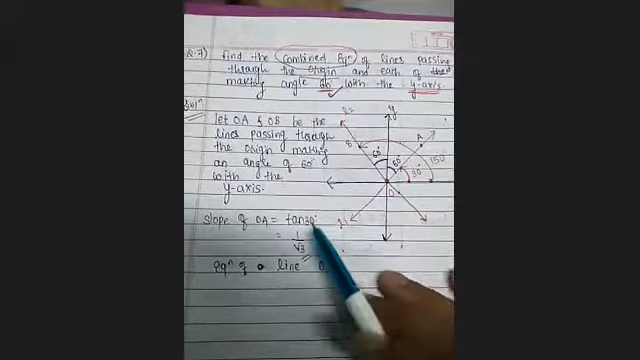 Q.7) Find the combined Eqn of lines passing
through the origin and each of them
making angle 60° with the y-axis.
Soln
let OA & OB be the
lines passing through
the origin making
an angle of 60°
with the
y-axis.
Slope of OA = tan30°
= 1/√3
Eqn of line O
y
A
B
60° 60°
150°
30°
O